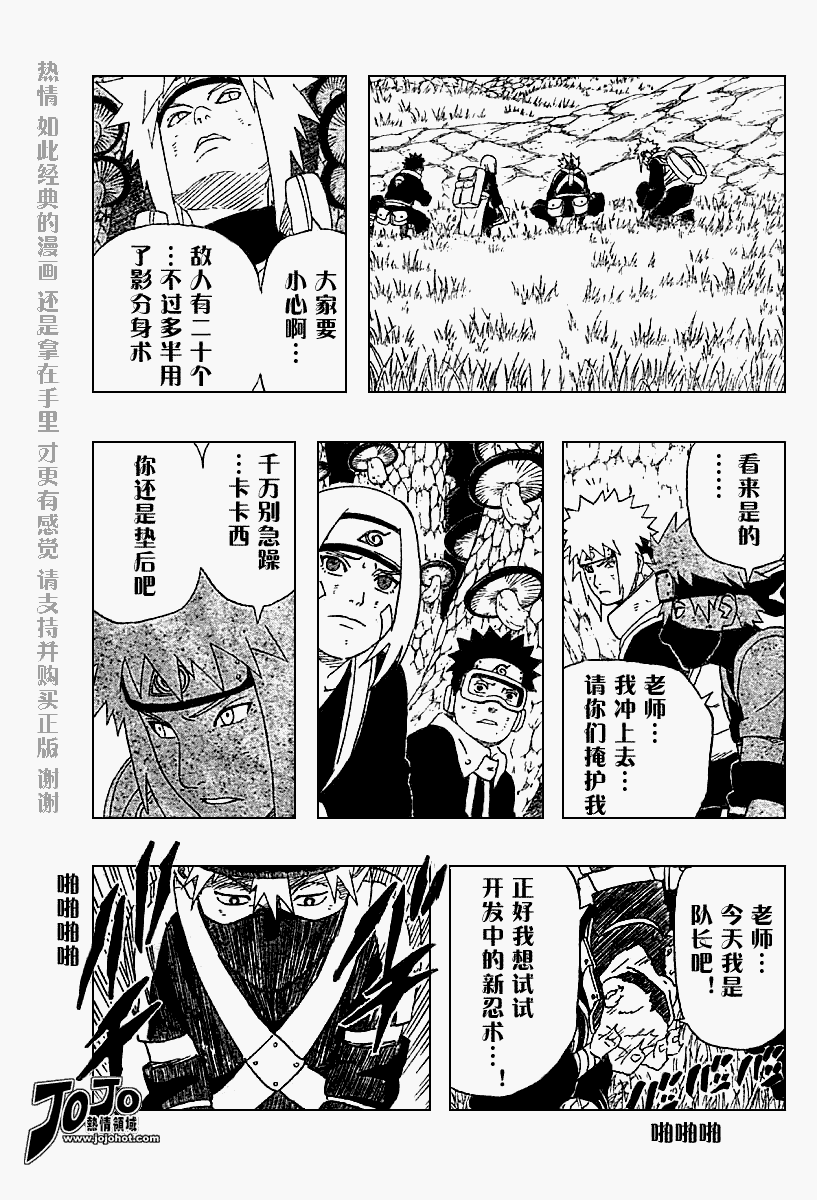 大家要
小心啊…
敌人有二十个
…不过多半用
了影分身术
看来是的
……
老师…
我冲上去…
请你们掩护我
千万别急躁
…卡卡西
你还是垫后吧
老师…
今天我是
队长吧！
正好我想试试
开发中的新忍术…！
啪啪啪
啪啪啪啪
热情 如此经典的漫画 还是拿在手里 才更有感觉 请支持并购买正版 谢谢
JOJO
熱情領域
www.jojohot.com